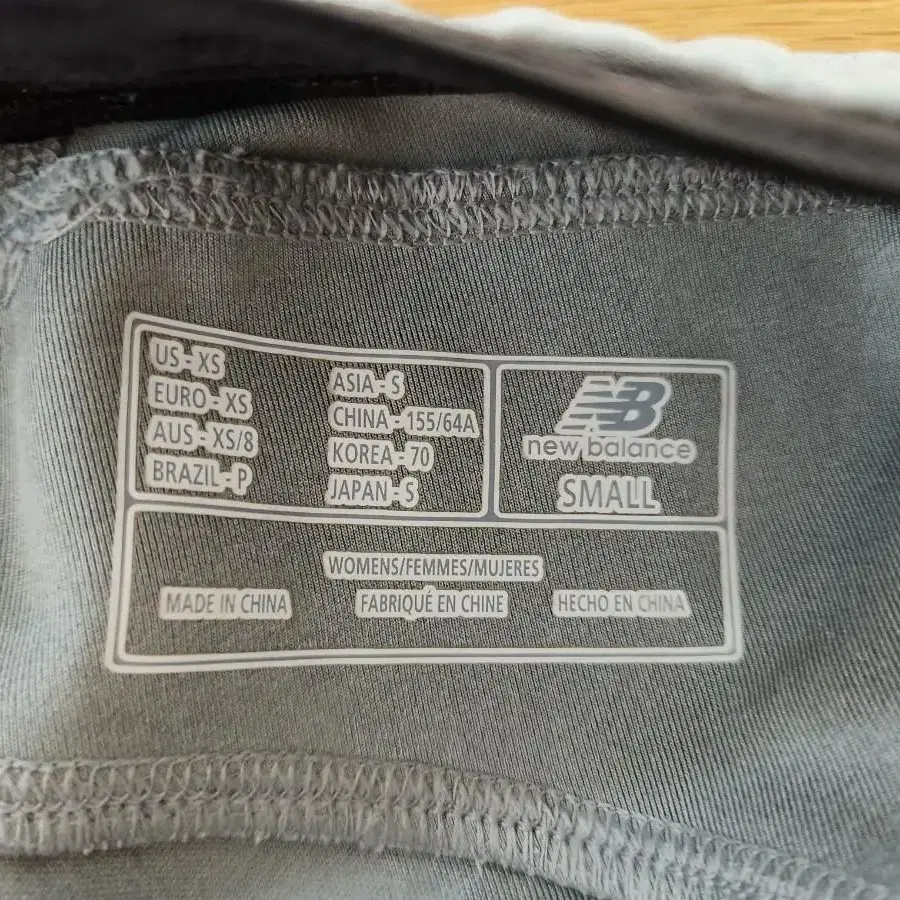 US - XS
EURO - XS
AUS - XS/8
BRAZIL - P
ASIA - S
CHINA - 155/64A
KOREA - 70
JAPAN - S
NB
new balance
SMALL
WOMENS/FEMMES/MUJERES
MADE IN CHINA
FABRIQUÉ EN CHINE
HECHO EN CHINA